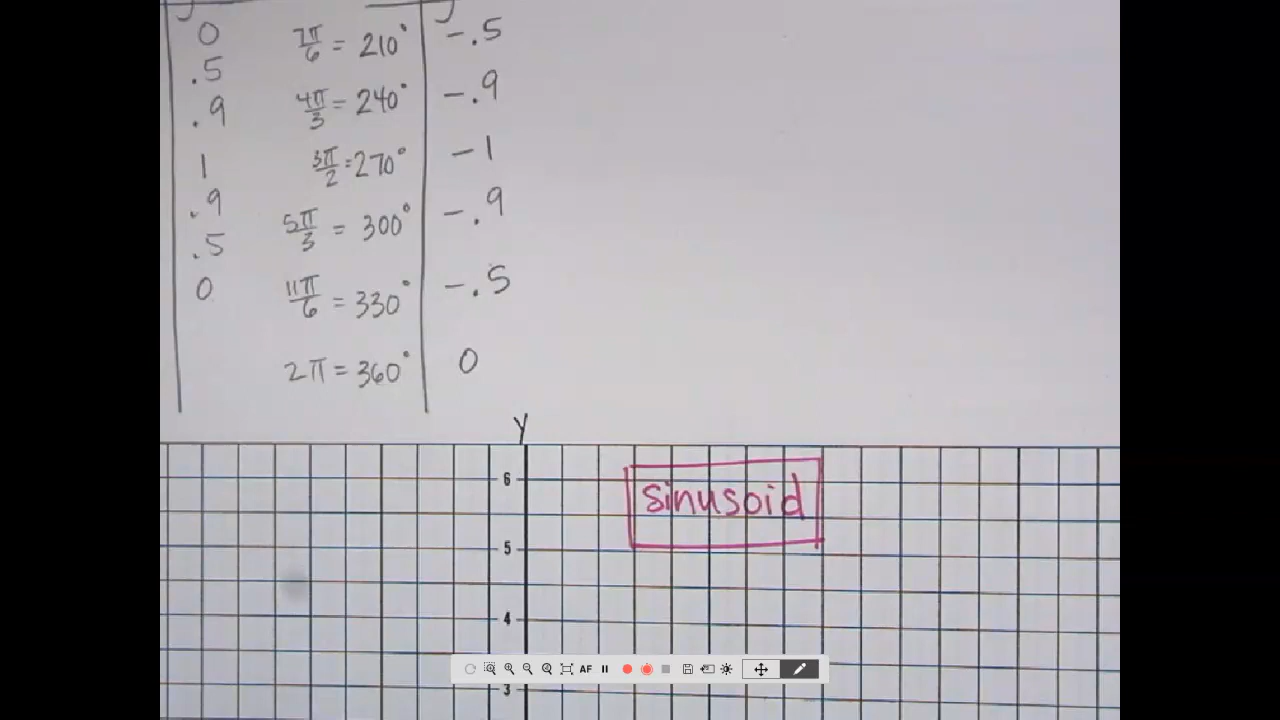 0 7π/6 = 210° -.5
.5
.9 4π/3 = 240° -.9
1 3π/2 = 270° -1
.9 5π/3 = 300° -.9
.5
0 11π/6 = 330° -.5
2π = 360° 0
y
6
sinusoid
5
4
AF
3